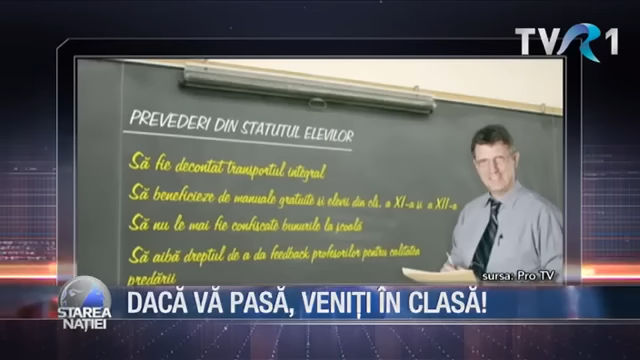 TVR1
PREVEDERI DIN STATUTUL ELEVILOR
Să fie decontat transportul integral
Să beneficieze de manuale gratuite si elevii din cls. a XI-a si a XII-a
Să nu le mai fie confiscate bunurile la școală
Să aibă dreptul de a da feedback profesorilor pentru calitatea
predării
sursa: Pro TV
STAREA
NAȚIEI
DACĂ VĂ PASĂ, VENIȚI ÎN CLASĂ!